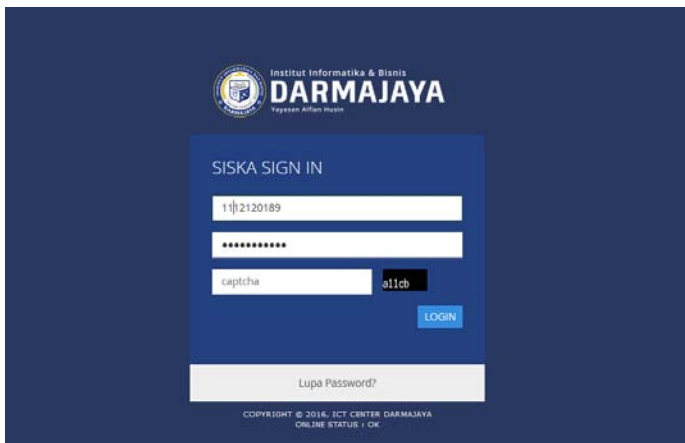 Institut Informatika & Bisnis
DARMAJAYA
Yayasan Alfian Husin
SISKA SIGN IN
1112120189
•••••••••••
captcha
a11cb
LOGIN
Lupa Password?
COPYRIGHT © 2016, ICT CENTER DARMAJAYA
ONLINE STATUS : OK